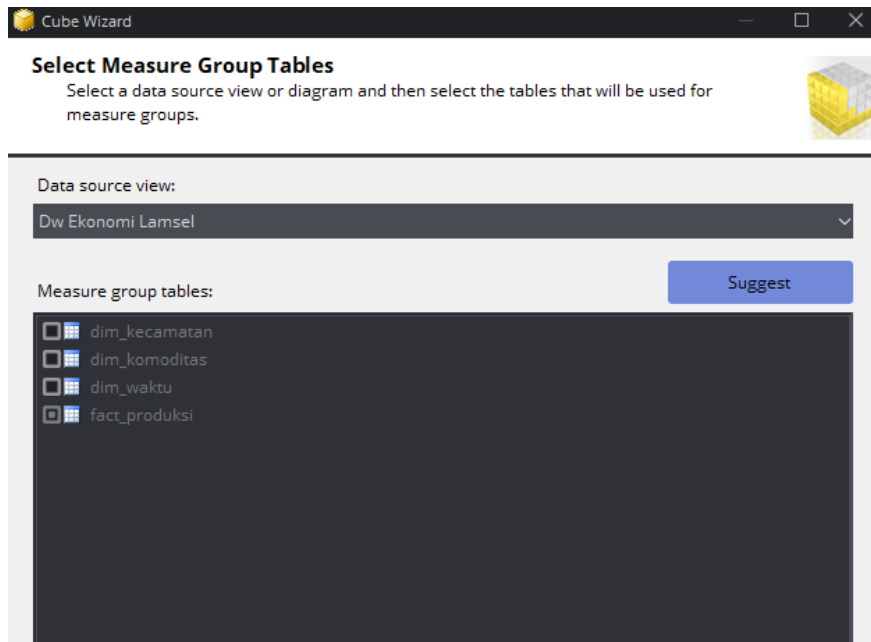 Cube Wizard
Select Measure Group Tables
Select a data source view or diagram and then select the tables that will be used for
measure groups.
Data source view:
Dw Ekonomi Lamsel
Suggest
Measure group tables:
dim_kecamatan
dim_komoditas
dim_waktu
fact_produksi